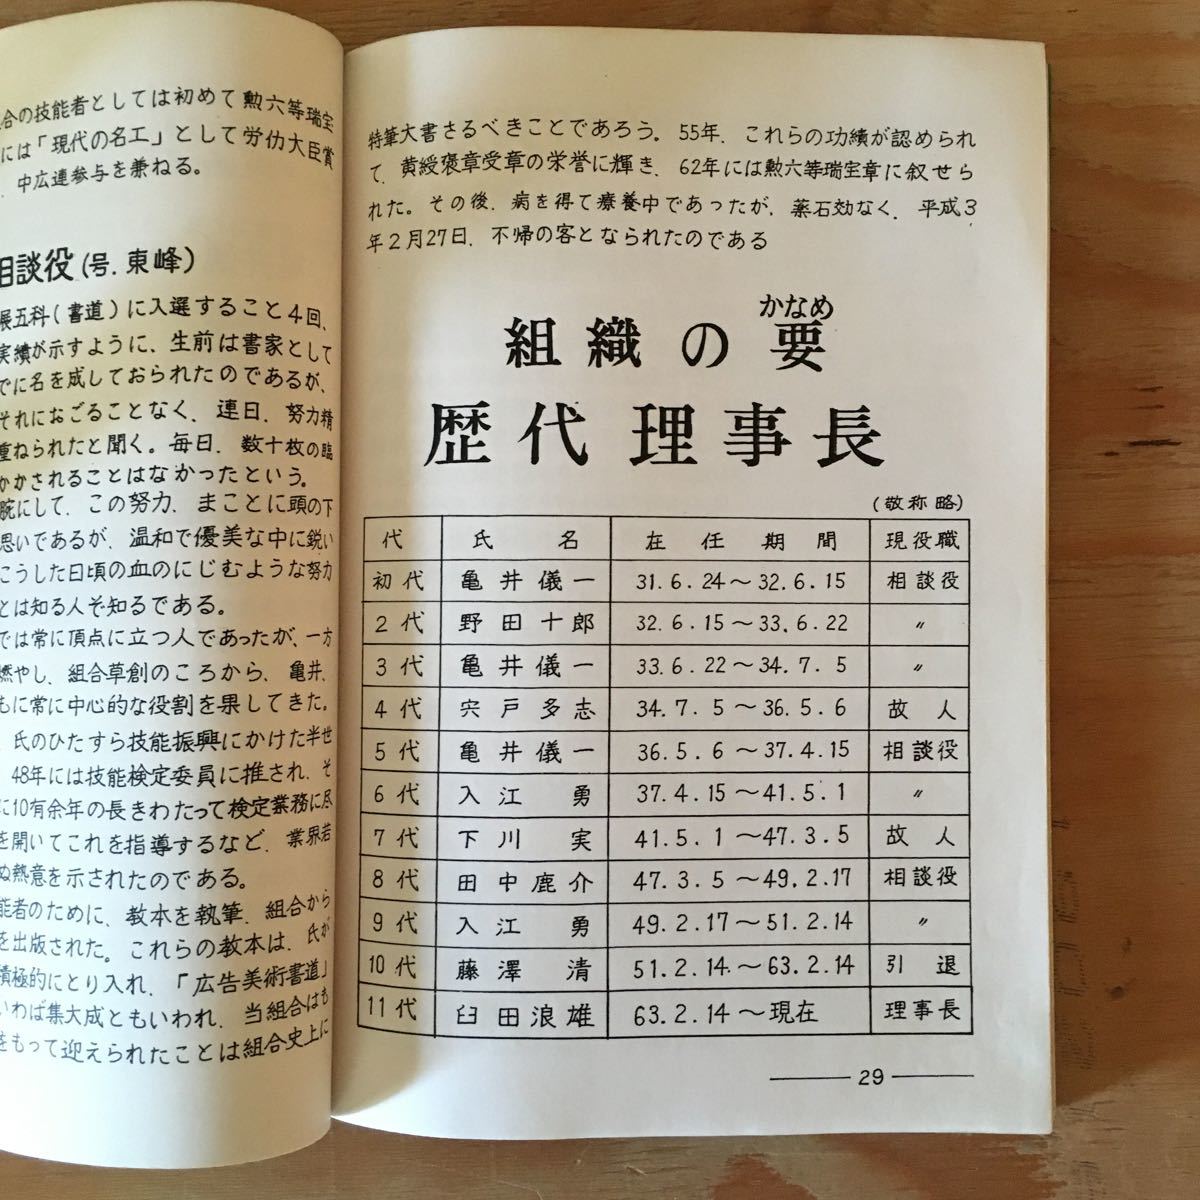 合の技能者としては初めて勲六等瑞宝
には「現代の名工」として労仂大臣賞
中広連参与を兼ねる。
相談役(号.東峰)
展五科(書道)に入選すること4回、
実績が示すように、生前は書家として
でに名を成しておられたのであるが、
それにおごることなく、連日、努力精
重ねられたと聞く。毎日、数十枚の臨
かかされることはなかったという。
腕にして、この努力、まことに頭の下
思いであるが、温和で優美な中に鋭い
こうした日頃の血のにじむような努力
とは知る人ぞ知るである。
では常に頂点に立つ人であったが、一方
燃やし、組合草創のころから、亀井、
もに常に中心的な役割を果してきた。
、氏のひたすら技能振興にかけた半世
48年には技能検定委員に推され、そ
に10有余年の長きわたって検定業務に尽
を開いてこれを指導するなど、業界若
ぬ熱意を示されたのである。
能者のために、教本を執筆、組合から
を出版された。これらの教本は、氏が
積極的にとり入れ、「広告美術書道」
いわば集大成ともいわれ、当組合はも
をもって迎えられたことは組合史上に
特筆大書さるべきことであろう。55年、これらの功績が認められ
て、黄綬褒章受章の栄誉に輝き、62年には勲六等瑞宝章に叙せら
れた。その後、病を得て療養中であったが、薬石効なく、平成3
年2月27日、不帰の客となられたのである
かなめ
組織の要
歴代理事長
(敬称略)
代 氏名 在任期間 現役職
初代 亀井儀一 31.6.24〜32.6.15 相談役
2代 野田十郎 32.6.15〜33.6.22 〃
3代 亀井儀一 33.6.22〜34.7.5 〃
4代 宍戸多志 34.7.5〜36.5.6 故人
5代 亀井儀一 36.5.6〜37.4.15 相談役
6代 入江勇 37.4.15〜41.5.1 〃
7代 下川実 41.5.1〜47.3.5 故人
8代 田中鹿介 47.3.5〜49.2.17 相談役
9代 入江勇 49.2.17〜51.2.14 〃
10代 藤澤清 51.2.14〜63.2.14 引退
11代 臼田浪雄 63.2.14〜現在 理事長
29